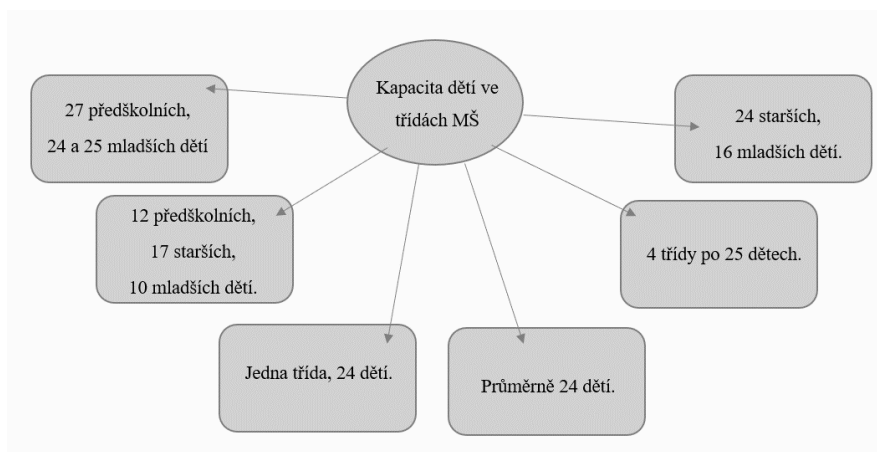 Kapacita dětí ve
třídách MŠ
27 předškolních,
24 a 25 mladších dětí
24 starších,
16 mladších dětí.
12 předškolních,
17 starších,
10 mladších dětí.
4 třídy po 25 dětech.
Jedna třída, 24 dětí.
Průměrně 24 dětí.